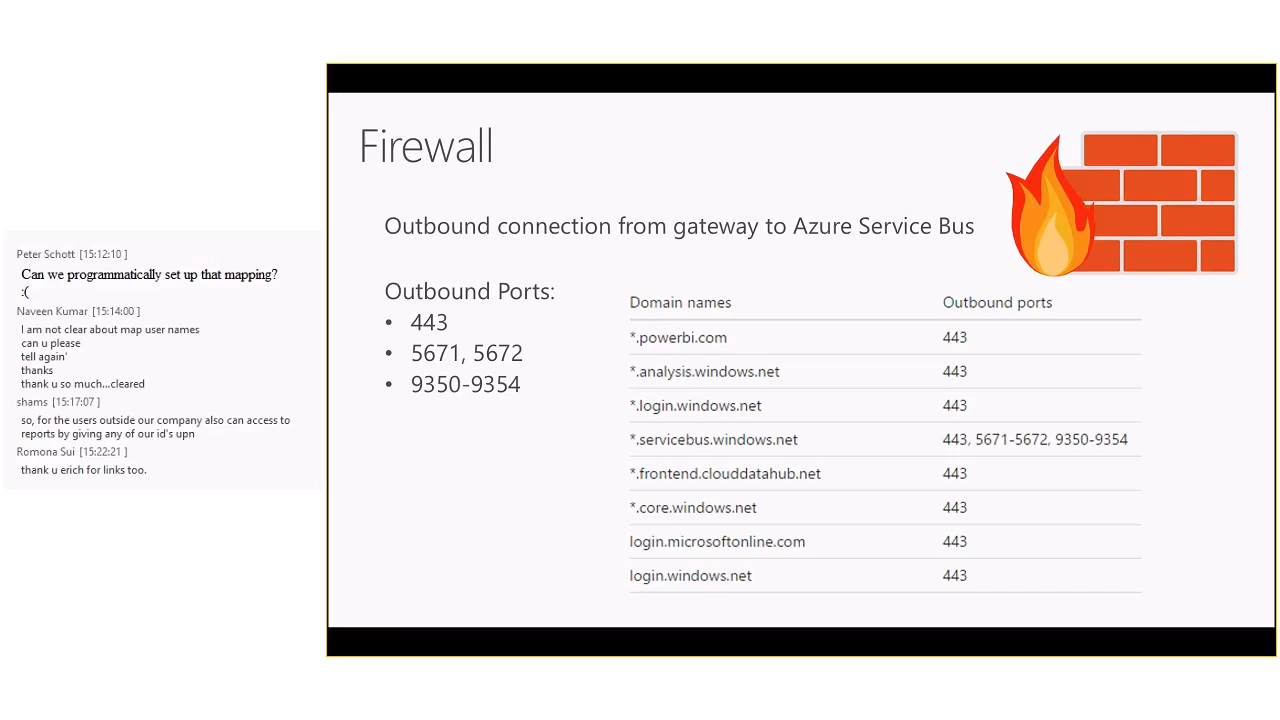 Peter Schott [15:12:10 ]
Can we programmatically set up that mapping?
:(
Naveen Kumar [15:14:00 ]
I am not clear about map user names
can u please
tell again'
thanks
thank u so much...cleared
shams [15:17:07 ]
so, for the users outside our company also can access to
reports by giving any of our id's upn
Romona Sui [15:22:21 ]
thank u erich for links too.
Firewall
Outbound connection from gateway to Azure Service Bus
Outbound Ports:
• 443
• 5671, 5672
• 9350-9354
Domain names Outbound ports
*.powerbi.com 443
*.analysis.windows.net 443
*.login.windows.net 443
*.servicebus.windows.net 443, 5671-5672, 9350-9354
*.frontend.clouddatahub.net 443
*.core.windows.net 443
login.microsoftonline.com 443
login.windows.net 443